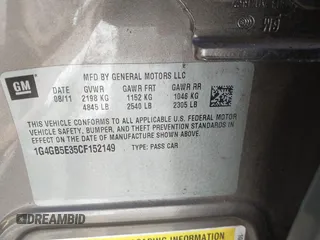 GM
MFD BY GENERAL MOTORS LLC
DATE GVWR GAWR FRT GAWR RR
08/11 2198 KG 1152 KG 1046 KG
4845 LB 2540 LB 2305 LB
THIS VEHICLE CONFORMS TO ALL APPLICABLE U.S. FEDERAL MOTOR
VEHICLE SAFETY, BUMPER, AND THEFT PREVENTION STANDARDS
IN EFFECT ON THE DATE OF MANUFACTURE SHOWN ABOVE.
1G4GB5E35CF152149 TYPE: PASS CAR
LOADING INFORMATION
DREAMBID